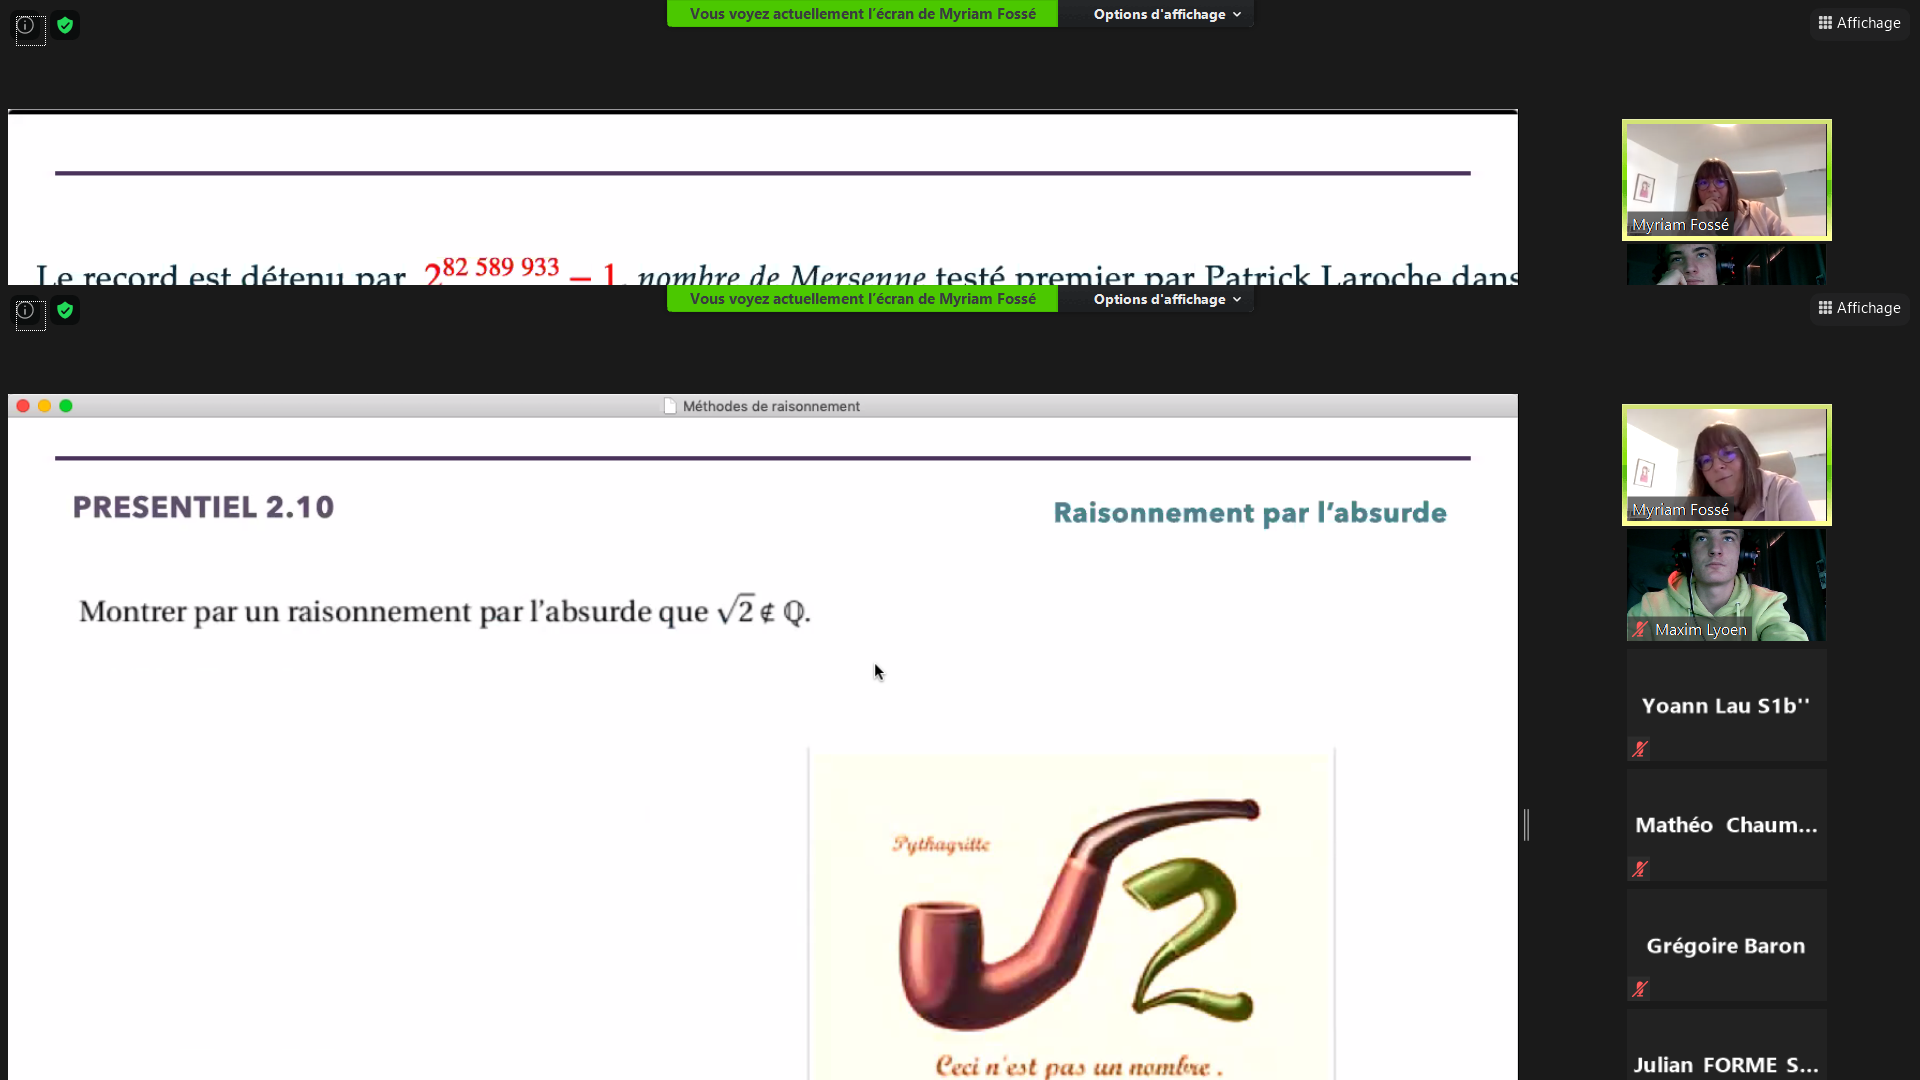 Vous voyez actuellement l'écran de Myriam Fossé
Options d'affichage
Affichage
Myriam Fossé
Le record est détenu par 2^82 589 933 − 1, nombre de Mersenne testé premier par Patrick Laroche dans
Vous voyez actuellement l'écran de Myriam Fossé
Options d'affichage
Affichage
Méthodes de raisonnement
PRESENTIEL 2.10
Raisonnement par l'absurde
Montrer par un raisonnement par l'absurde que √2 ∉ ℚ.
Pythagritte
Ceci n'est pas un nombre .
Myriam Fossé
Maxim Lyoen
Yoann Lau S1b''
Mathéo Chaum...
Grégoire Baron
Julian FORME S...